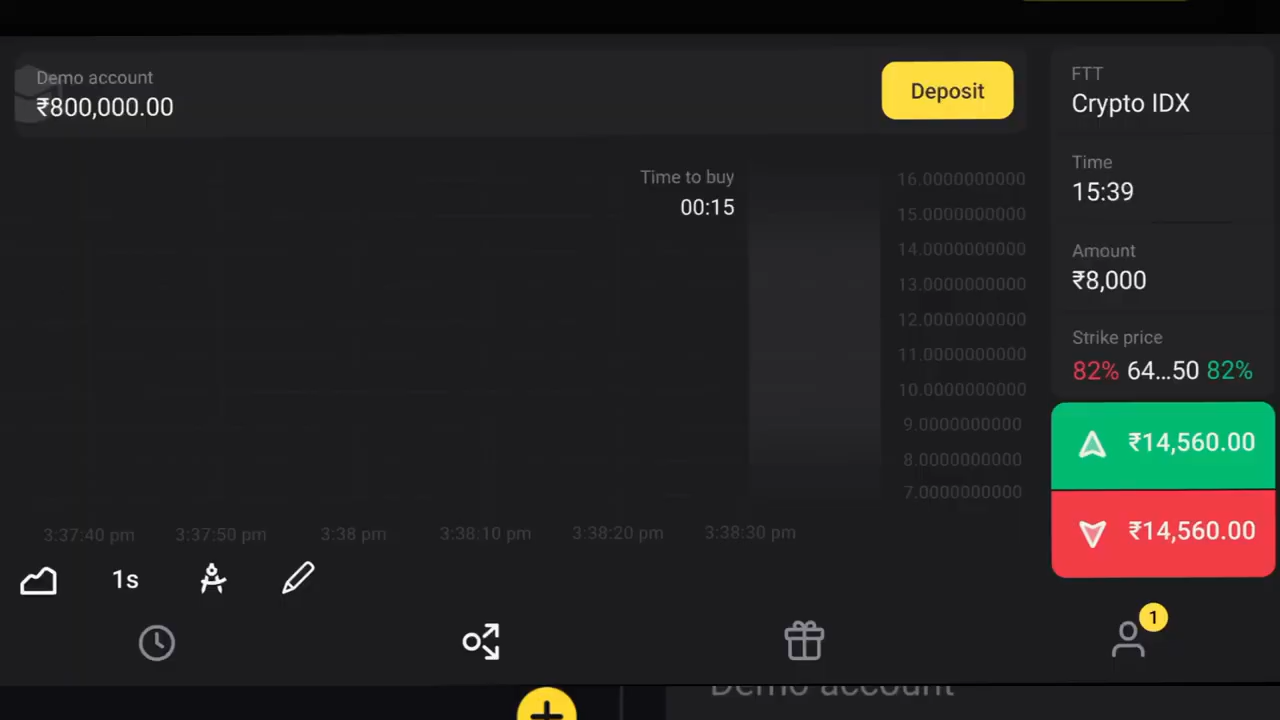 Demo account
₹800,000.00
Deposit
FTT
Crypto IDX
Time to buy
00:15
Time
15:39
Amount
₹8,000
Strike price
82% 64...50 82%
₹14,560.00
₹14,560.00
16.0000000000
15.0000000000
14.0000000000
13.0000000000
12.0000000000
11.0000000000
10.0000000000
9.0000000000
8.0000000000
7.0000000000
3:37:40 pm 3:37:50 pm 3:38 pm 3:38:10 pm 3:38:20 pm 3:38:30 pm
1s
1
Demo account